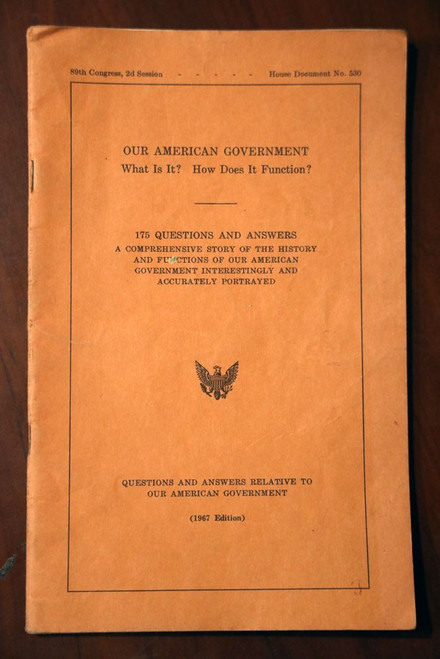 89th Congress, 2d Session - - - - - House Document No. 530
OUR AMERICAN GOVERNMENT
What Is It? How Does It Function?
175 QUESTIONS AND ANSWERS
A COMPREHENSIVE STORY OF THE HISTORY
AND FUNCTIONS OF OUR AMERICAN
GOVERNMENT INTERESTINGLY AND
ACCURATELY PORTRAYED
QUESTIONS AND ANSWERS RELATIVE TO
OUR AMERICAN GOVERNMENT
(1967 Edition)